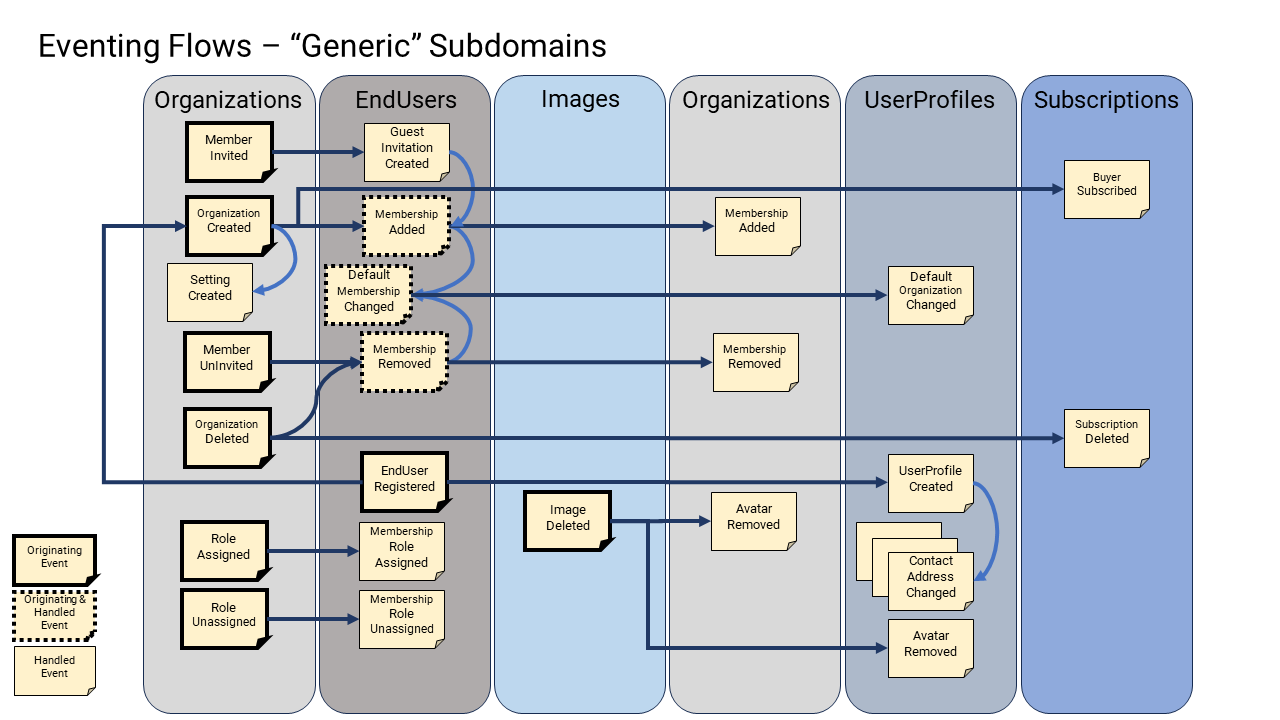 Eventing Flows – “Generic” Subdomains
Organizations
EndUsers
Images
Organizations
UserProfiles
Subscriptions
Member
Invited
Guest
Invitation
Created
Buyer
Subscribed
Organization
Created
Membership
Added
Membership
Added
Setting
Created
Default
Membership
Changed
Default
Organization
Changed
Member
UnInvited
Membership
Removed
Membership
Removed
Organization
Deleted
Subscription
Deleted
EndUser
Registered
UserProfile
Created
Image
Deleted
Avatar
Removed
Role
Assigned
Membership
Role
Assigned
Contact
Address
Changed
Role
Unassigned
Membership
Role
Unassigned
Avatar
Removed
Originating
Event
Originating &
Handled
Event
Handled
Event